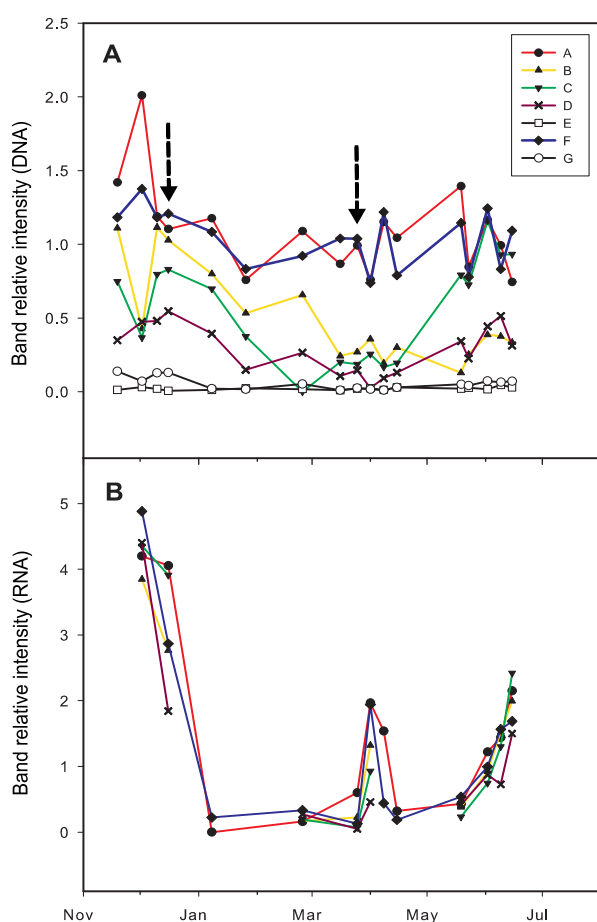 2.5
A
A
B
C
D
E
F
G
2.0
1.5
1.0
0.5
0.0
Band relative intensity (DNA)
B
5
4
3
2
1
0
Band relative intensity (RNA)
Nov Jan Mar May Jul